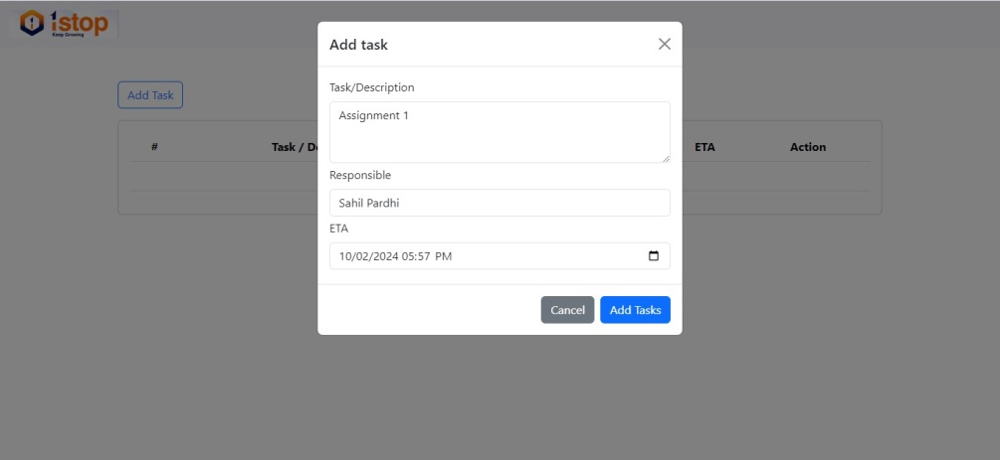 1stop
Keep Growing
Add task
Add Task
Task/Description
Assignment 1
# Task / De ETA Action
Responsible
Sahil Pardhi
ETA
10/02/2024 05:57 PM
Cancel Add Tasks